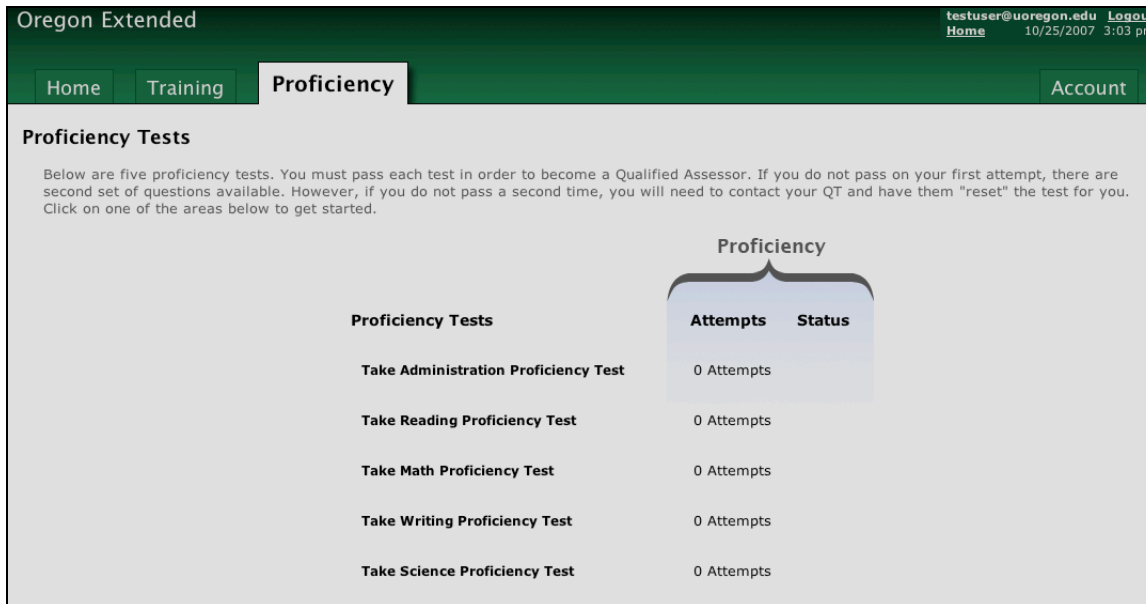 Oregon Extended
testuser@uoregon.edu Logou
Home 10/25/2007 3:03 pr
Home Training Proficiency Account
Proficiency Tests
Below are five proficiency tests. You must pass each test in order to become a Qualified Assessor. If you do not pass on your first attempt, there are
second set of questions available. However, if you do not pass a second time, you will need to contact your QT and have them "reset" the test for you.
Click on one of the areas below to get started.
Proficiency
Proficiency Tests Attempts Status
Take Administration Proficiency Test 0 Attempts
Take Reading Proficiency Test 0 Attempts
Take Math Proficiency Test 0 Attempts
Take Writing Proficiency Test 0 Attempts
Take Science Proficiency Test 0 Attempts